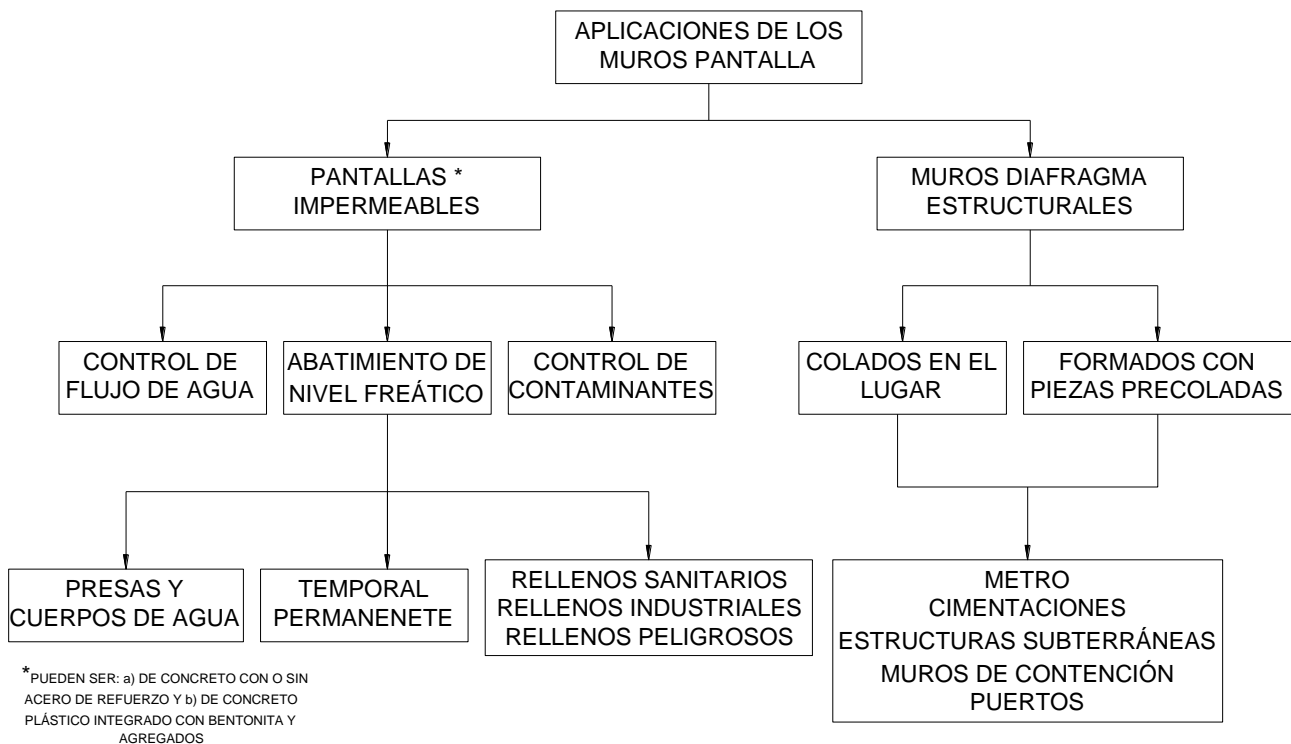 APLICACIONES DE LOS
MUROS PANTALLA
PANTALLAS *
IMPERMEABLES
MUROS DIAFRAGMA
ESTRUCTURALES
CONTROL DE
FLUJO DE AGUA
ABATIMIENTO DE
NIVEL FREÁTICO
CONTROL DE
CONTAMINANTES
COLADOS EN EL
LUGAR
FORMADOS CON
PIEZAS PRECOLADAS
PRESAS Y
CUERPOS DE AGUA
TEMPORAL
PERMANENETE
RELLENOS SANITARIOS
RELLENOS INDUSTRIALES
RELLENOS PELIGROSOS
METRO
CIMENTACIONES
ESTRUCTURAS SUBTERRÁNEAS
MUROS DE CONTENCIÓN
PUERTOS
*PUEDEN SER: a) DE CONCRETO CON O SIN
ACERO DE REFUERZO Y b) DE CONCRETO
PLÁSTICO INTEGRADO CON BENTONITA Y
AGREGADOS